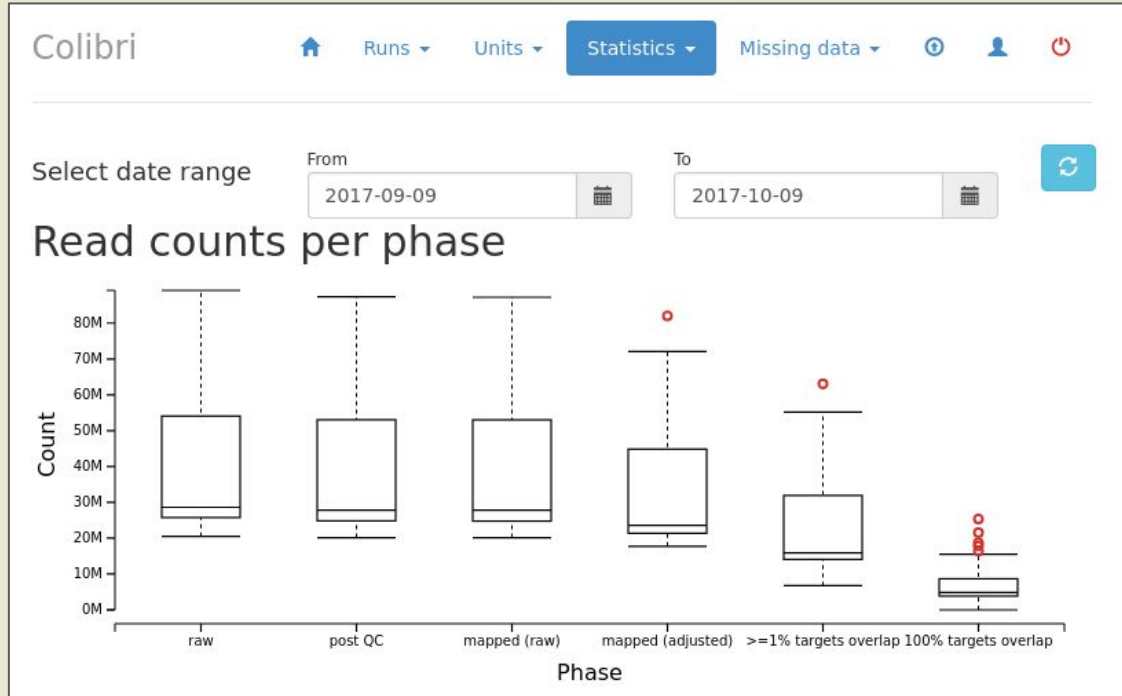 Colibri Runs Units Statistics Missing data
Select date range
From To
2017-09-09 2017-10-09
Read counts per phase
80M
70M
60M
50M
40M
30M
20M
10M
0M
Count
raw post QC mapped (raw) mapped (adjusted) >=1% targets overlap 100% targets overlap
Phase